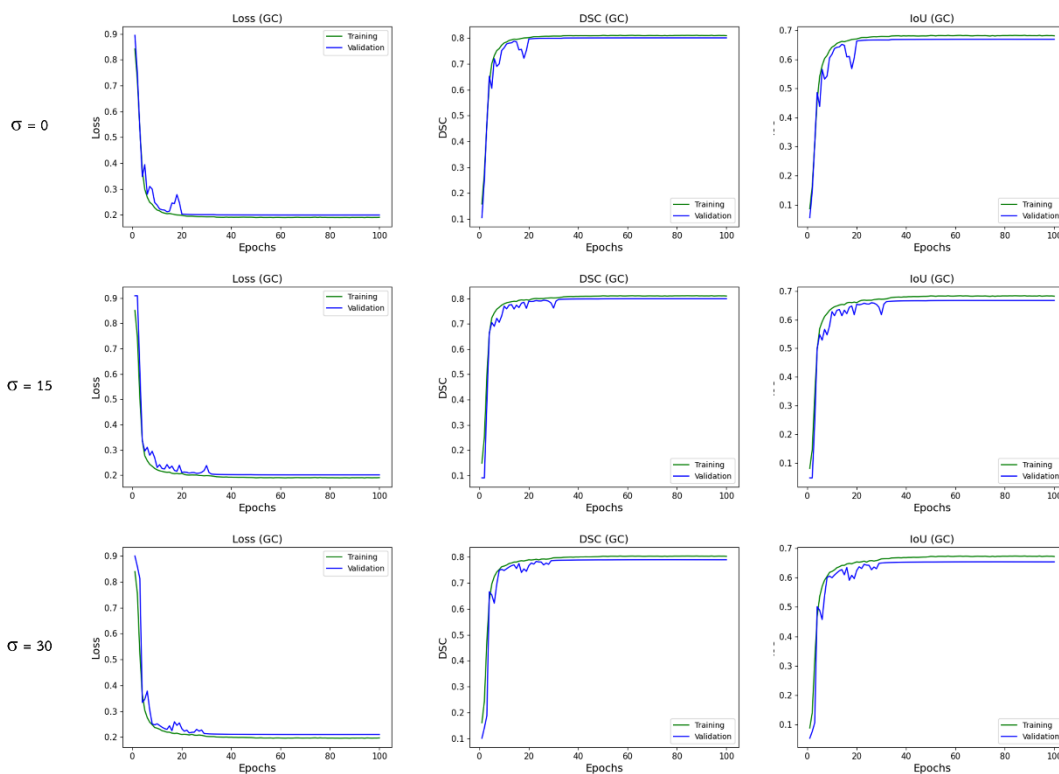 Loss (GC)
DSC (GC)
IoU (GC)
0.9
0.8
0.7
0.6
0.5
0.4
0.3
0.2
Loss
Training
Validation
0 20 40 60 80 100
Epochs
0.8
0.7
0.6
0.5
0.4
0.3
0.2
0.1
DSC
Training
Validation
0 20 40 60 80 100
Epochs
0.7
0.6
0.5
0.4
0.3
0.2
0.1
Training
Validation
0 20 40 60 80 100
Epochs
σ = 0
Loss (GC)
DSC (GC)
IoU (GC)
0.9
0.8
0.7
0.6
0.5
0.4
0.3
0.2
Loss
Training
Validation
0 20 40 60 80 100
Epochs
0.8
0.7
0.6
0.5
0.4
0.3
0.2
0.1
DSC
Training
Validation
0 20 40 60 80 100
Epochs
0.7
0.6
0.5
0.4
0.3
0.2
0.1
Training
Validation
0 20 40 60 80 100
Epochs
σ = 15
Loss (GC)
DSC (GC)
IoU (GC)
0.9
0.8
0.7
0.6
0.5
0.4
0.3
0.2
Loss
Training
Validation
0 20 40 60 80 100
Epochs
0.8
0.7
0.6
0.5
0.4
0.3
0.2
0.1
DSC
Training
Validation
0 20 40 60 80 100
Epochs
0.7
0.6
0.5
0.4
0.3
0.2
0.1
Training
Validation
0 20 40 60 80 100
Epochs
σ = 30